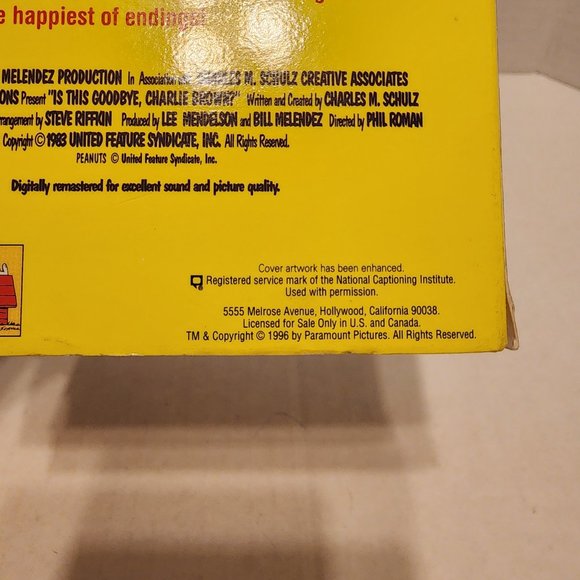 e happiest of endings!
MELENDEZ PRODUCTION In Association with CHARLES M. SCHULZ CREATIVE ASSOCIATES
ONS Present "IS THIS GOODBYE, CHARLIE BROWN?" Written and Created by CHARLES M. SCHULZ
rrangement by STEVE RIFFKIN Produced by LEE MENDELSON and BILL MELENDEZ Directed by PHIL ROMAN
Copyright © 1983 UNITED FEATURE SYNDICATE, INC. All Rights Reserved.
PEANUTS © United Feature Syndicate, Inc.
Digitally remastered for excellent sound and picture quality.
Cover artwork has been enhanced.
Registered service mark of the National Captioning Institute.
Used with permission.
5555 Melrose Avenue, Hollywood, California 90038.
Licensed for Sale Only in U.S. and Canada.
TM & Copyright © 1996 by Paramount Pictures. All Rights Reserved.